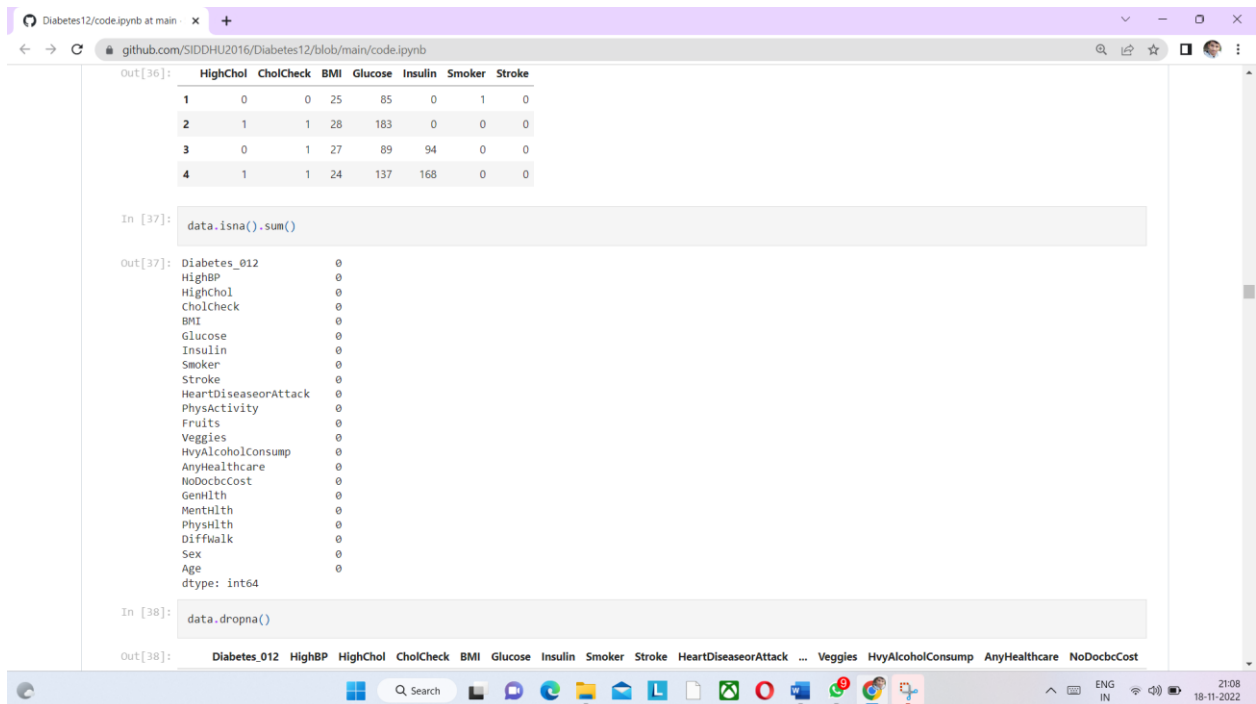 Diabetes12/code.ipynb at main
github.com/SIDDHU2016/Diabetes12/blob/main/code.ipynb
Out[36]: HighChol CholCheck BMI Glucose Insulin Smoker Stroke
1 0 0 25 85 0 1 0
2 1 1 28 183 0 0 0
3 0 1 27 89 94 0 0
4 1 1 24 137 168 0 0
In [37]: data.isna().sum()
Out[37]: Diabetes_012 0
HighBP 0
HighChol 0
CholCheck 0
BMI 0
Glucose 0
Insulin 0
Smoker 0
Stroke 0
HeartDiseaseorAttack 0
PhysActivity 0
Fruits 0
Veggies 0
HvyAlcoholConsump 0
AnyHealthcare 0
NoDocbcCost 0
GenHlth 0
MentHlth 0
PhysHlth 0
DiffWalk 0
Sex 0
Age 0
dtype: int64
In [38]: data.dropna()
Out[38]: Diabetes_012 HighBP HighChol CholCheck BMI Glucose Insulin Smoker Stroke HeartDiseaseorAttack ... Veggies HvyAlcoholConsump AnyHealthcare NoDocbcCost
Search
L
9
ENG
IN
21:08
18-11-2022